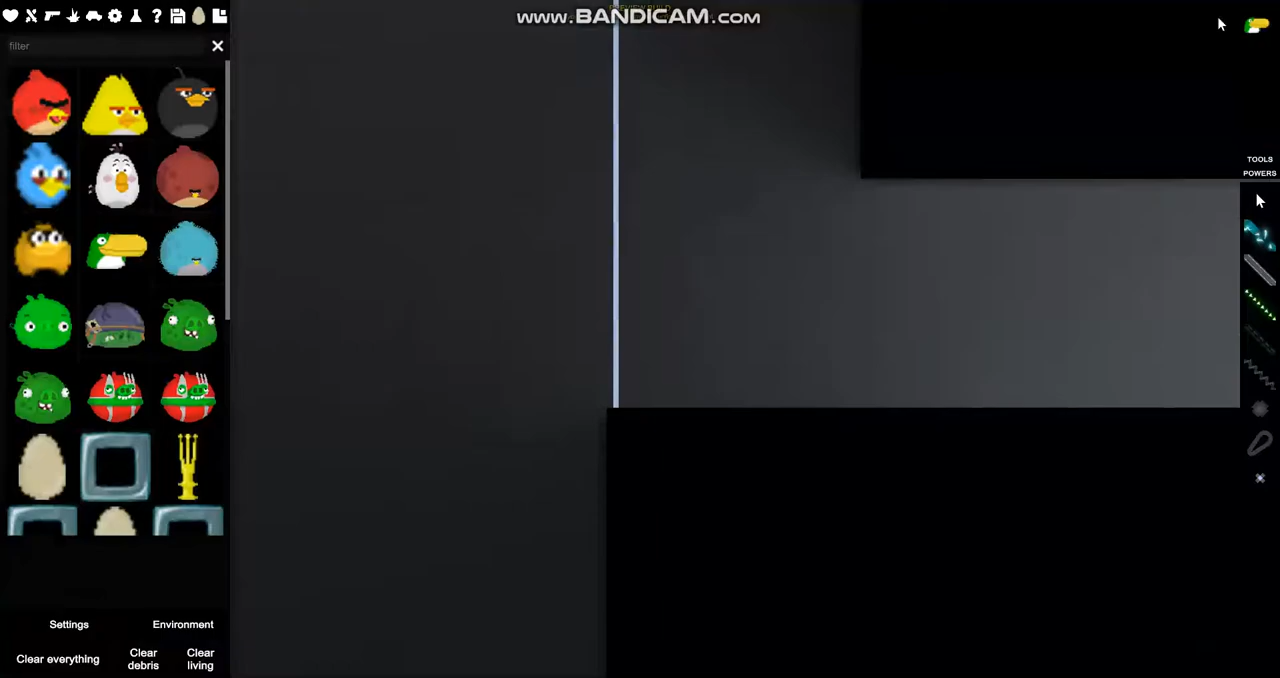 www.BANDICAM.com
filter
TOOLS
POWERS
Settings
Environment
Clear everything
Clear
debris
Clear
living